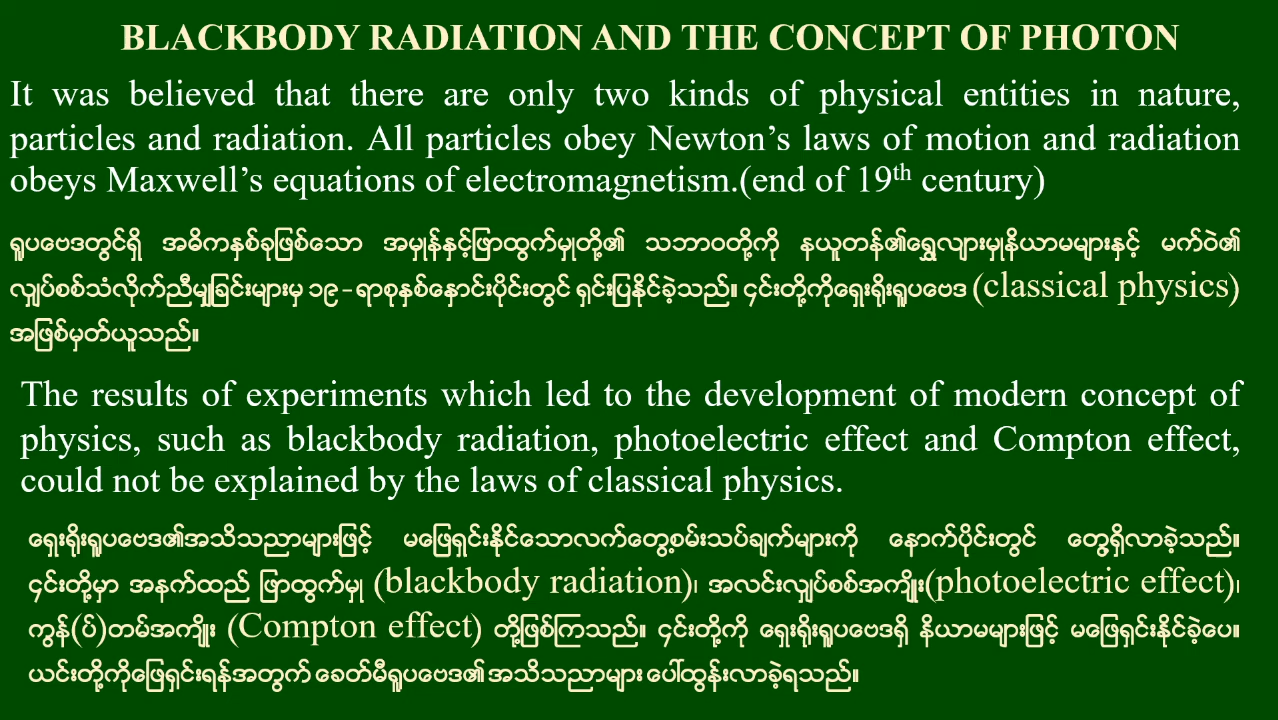 BLACKBODY RADIATION AND THE CONCEPT OF PHOTON
It was believed that there are only two kinds of physical entities in nature,
particles and radiation. All particles obey Newton’s laws of motion and radiation
obeys Maxwell’s equations of electromagnetism.(end of 19th century)
ရူပဗေဒတွင်ရှိ အဓိကနှစ်ခုဖြစ်သော အမှုန်နှင့်ဖြာထွက်မှုတို့၏ သဘာဝတို့ကို နယူတန်၏ရွေ့လျားမှုနိယာမများနှင့် မက်ဝဲ၏
လျှပ်စစ်သံလိုက်ညီမျှခြင်းများမှ ၁၉-ရာစုနှစ်နှောင်းပိုင်းတွင် ရှင်းပြနိုင်ခဲ့သည်။ ၎င်းတို့ကိုရှေးရိုးရူပဗေဒ (classical physics)
အဖြစ်မှတ်ယူသည်။
The results of experiments which led to the development of modern concept of
physics, such as blackbody radiation, photoelectric effect and Compton effect,
could not be explained by the laws of classical physics.
ရှေးရိုးရူပဗေဒ၏အသိသညာများဖြင့် မဖြေရှင်းနိုင်သောလက်တွေ့စမ်းသပ်ချက်များကို နောက်ပိုင်းတွင် တွေ့ရှိလာခဲ့သည်။
၎င်းတို့မှာ အနက်ထည် ဖြာထွက်မှု (blackbody radiation)၊ အလင်းလျှပ်စစ်အကျိုး(photoelectric effect)၊
ကွန်(ပ်)တမ်အကျိုး (Compton effect) တို့ဖြစ်ကြသည်။ ၎င်းတို့ကို ရှေးရိုးရူပဗေဒရှိ နိယာမများဖြင့် မဖြေရှင်းနိုင်ခဲ့ပေ။
ယင်းတို့ကိုဖြေရှင်းရန်အတွက် ခေတ်မီရူပဗေဒ၏ အသိသညာများ ပေါ်ထွန်းလာခဲ့ရသည်။